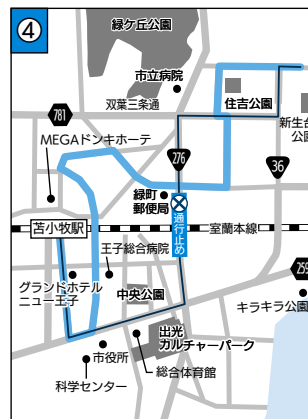 ④
緑ケ丘公園
市立病院
双葉三条通
住吉公園
781
新生台
公園
MEGAドンキホーテ
276
36
緑町
郵便局
通行止め
苫小牧駅
室蘭本線
王子総合病院
259
グランドホテル
ニュー王子
中央公園
キラキラ公園
出光
カルチャーパーク
市役所
総合体育館
科学センター